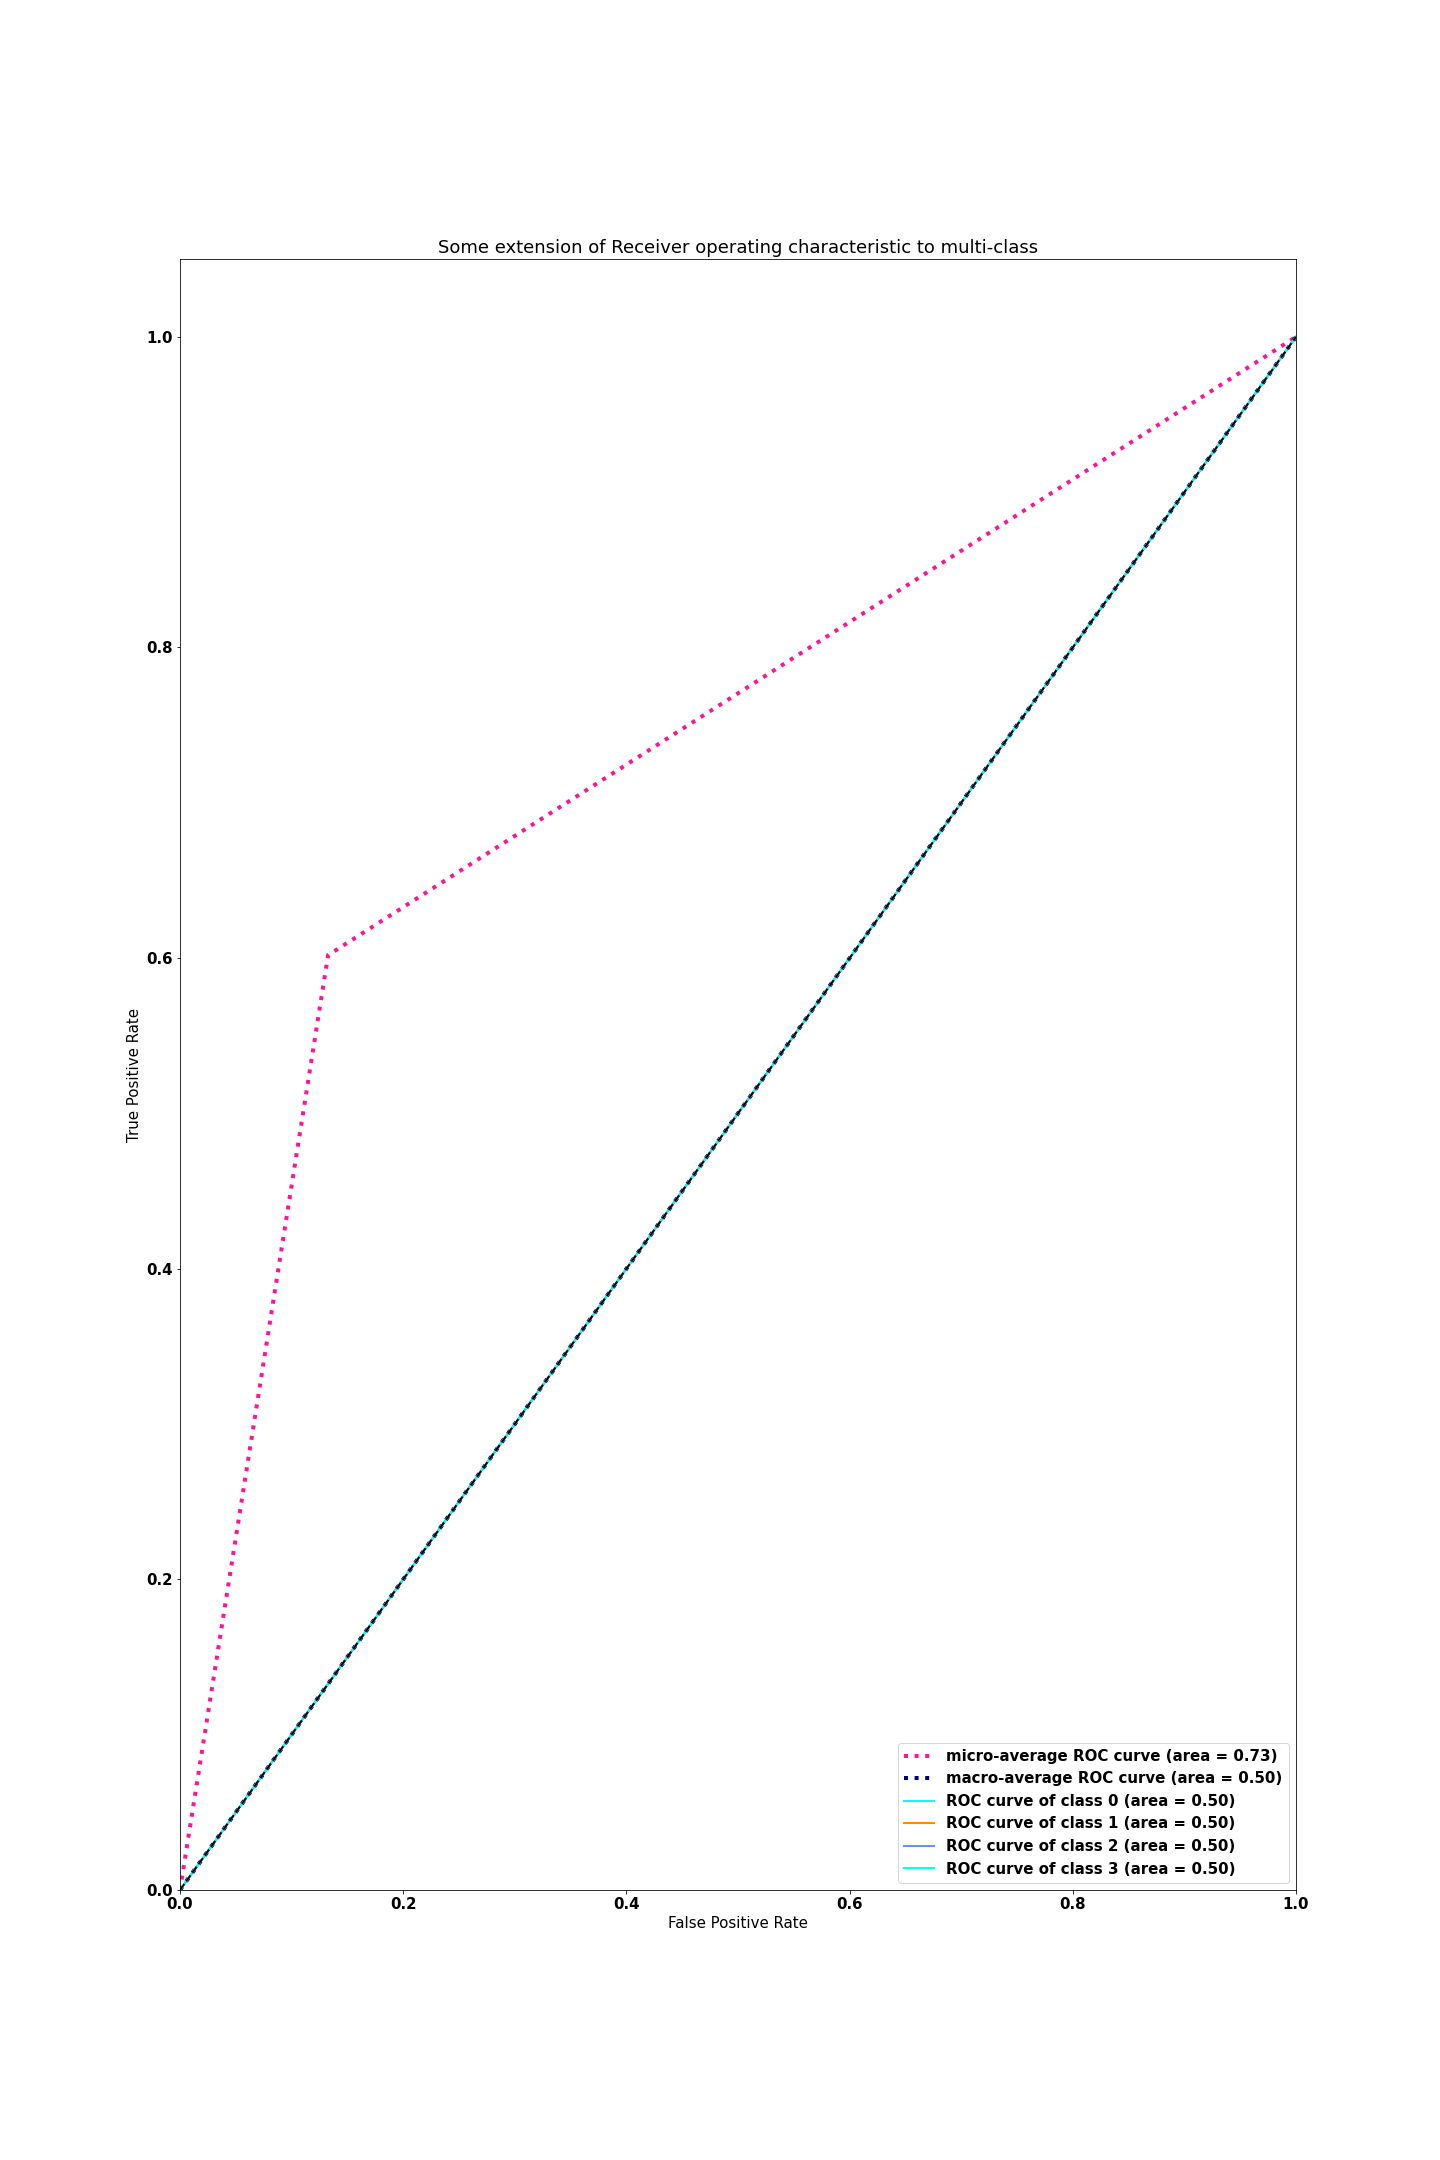 Some extension of Receiver operating characteristic to multi-class
1.0
0.8
0.6
0.4
0.2
0.0
True Positive Rate
0.0 0.2 0.4 0.6 0.8 1.0
False Positive Rate
micro-average ROC curve (area = 0.73)
macro-average ROC curve (area = 0.50)
ROC curve of class 0 (area = 0.50)
ROC curve of class 1 (area = 0.50)
ROC curve of class 2 (area = 0.50)
ROC curve of class 3 (area = 0.50)